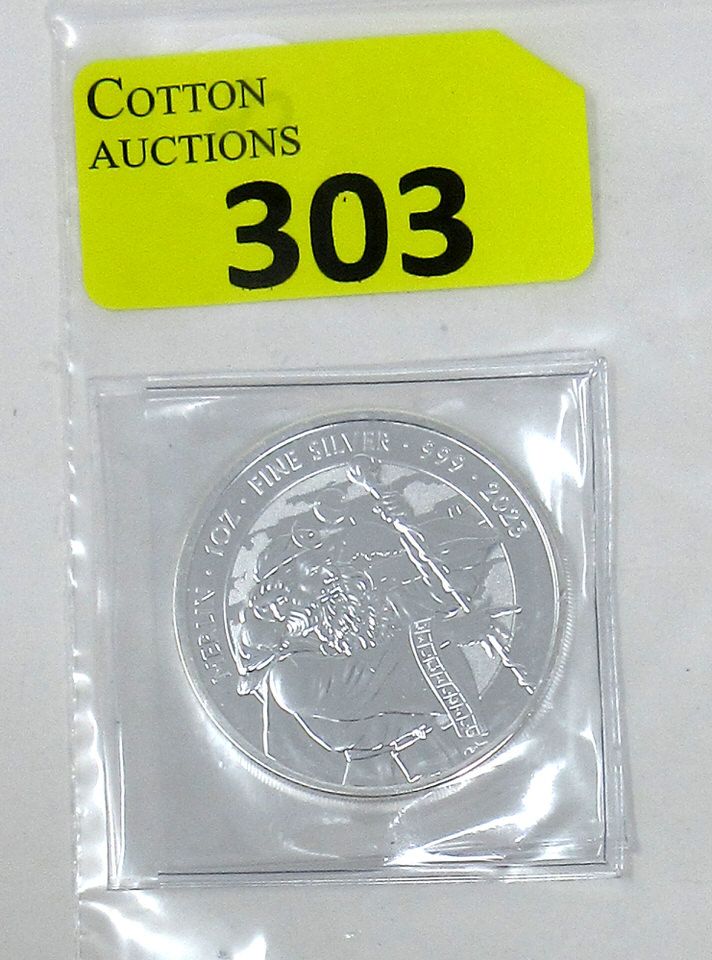 COTTON
AUCTIONS
303
MERLIN · 1OZ · FINE SILVER · 999 · 2023